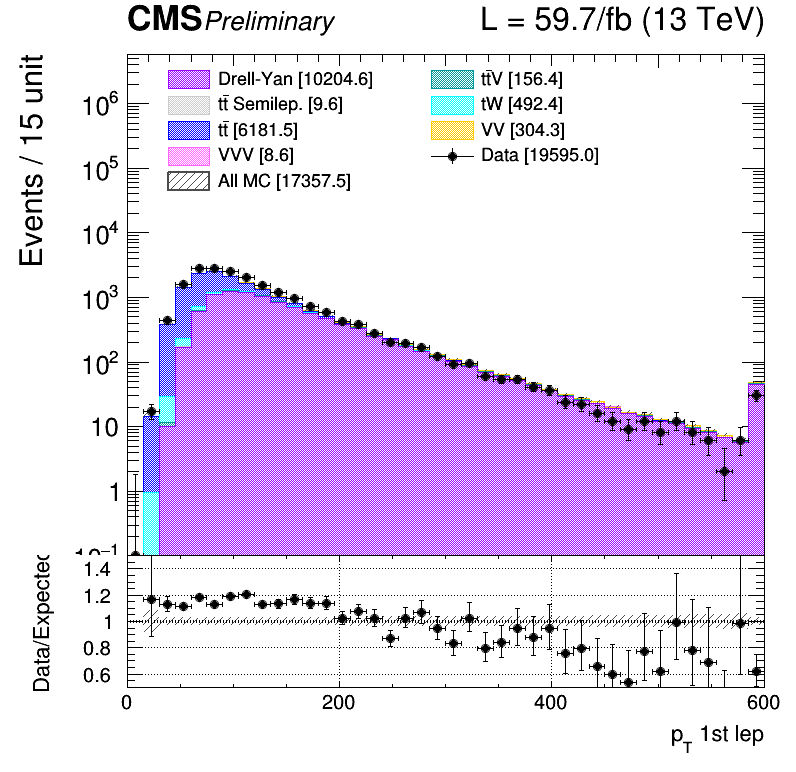 CMS Preliminary L = 59.7/fb (13 TeV)
Events / 15 unit
10⁶
10⁵
10⁴
10³
10²
10
1
10⁻¹
Drell-Yan [10204.6]
tt̄ Semilep. [9.6]
tt̄ [6181.5]
VVV [8.6]
All MC [17357.5]
tt̄V [156.4]
tW [492.4]
VV [304.3]
Data [19595.0]
Data/Expected
1.4
1.2
1
0.8
0.6
0 200 400 600
p_T 1st lep